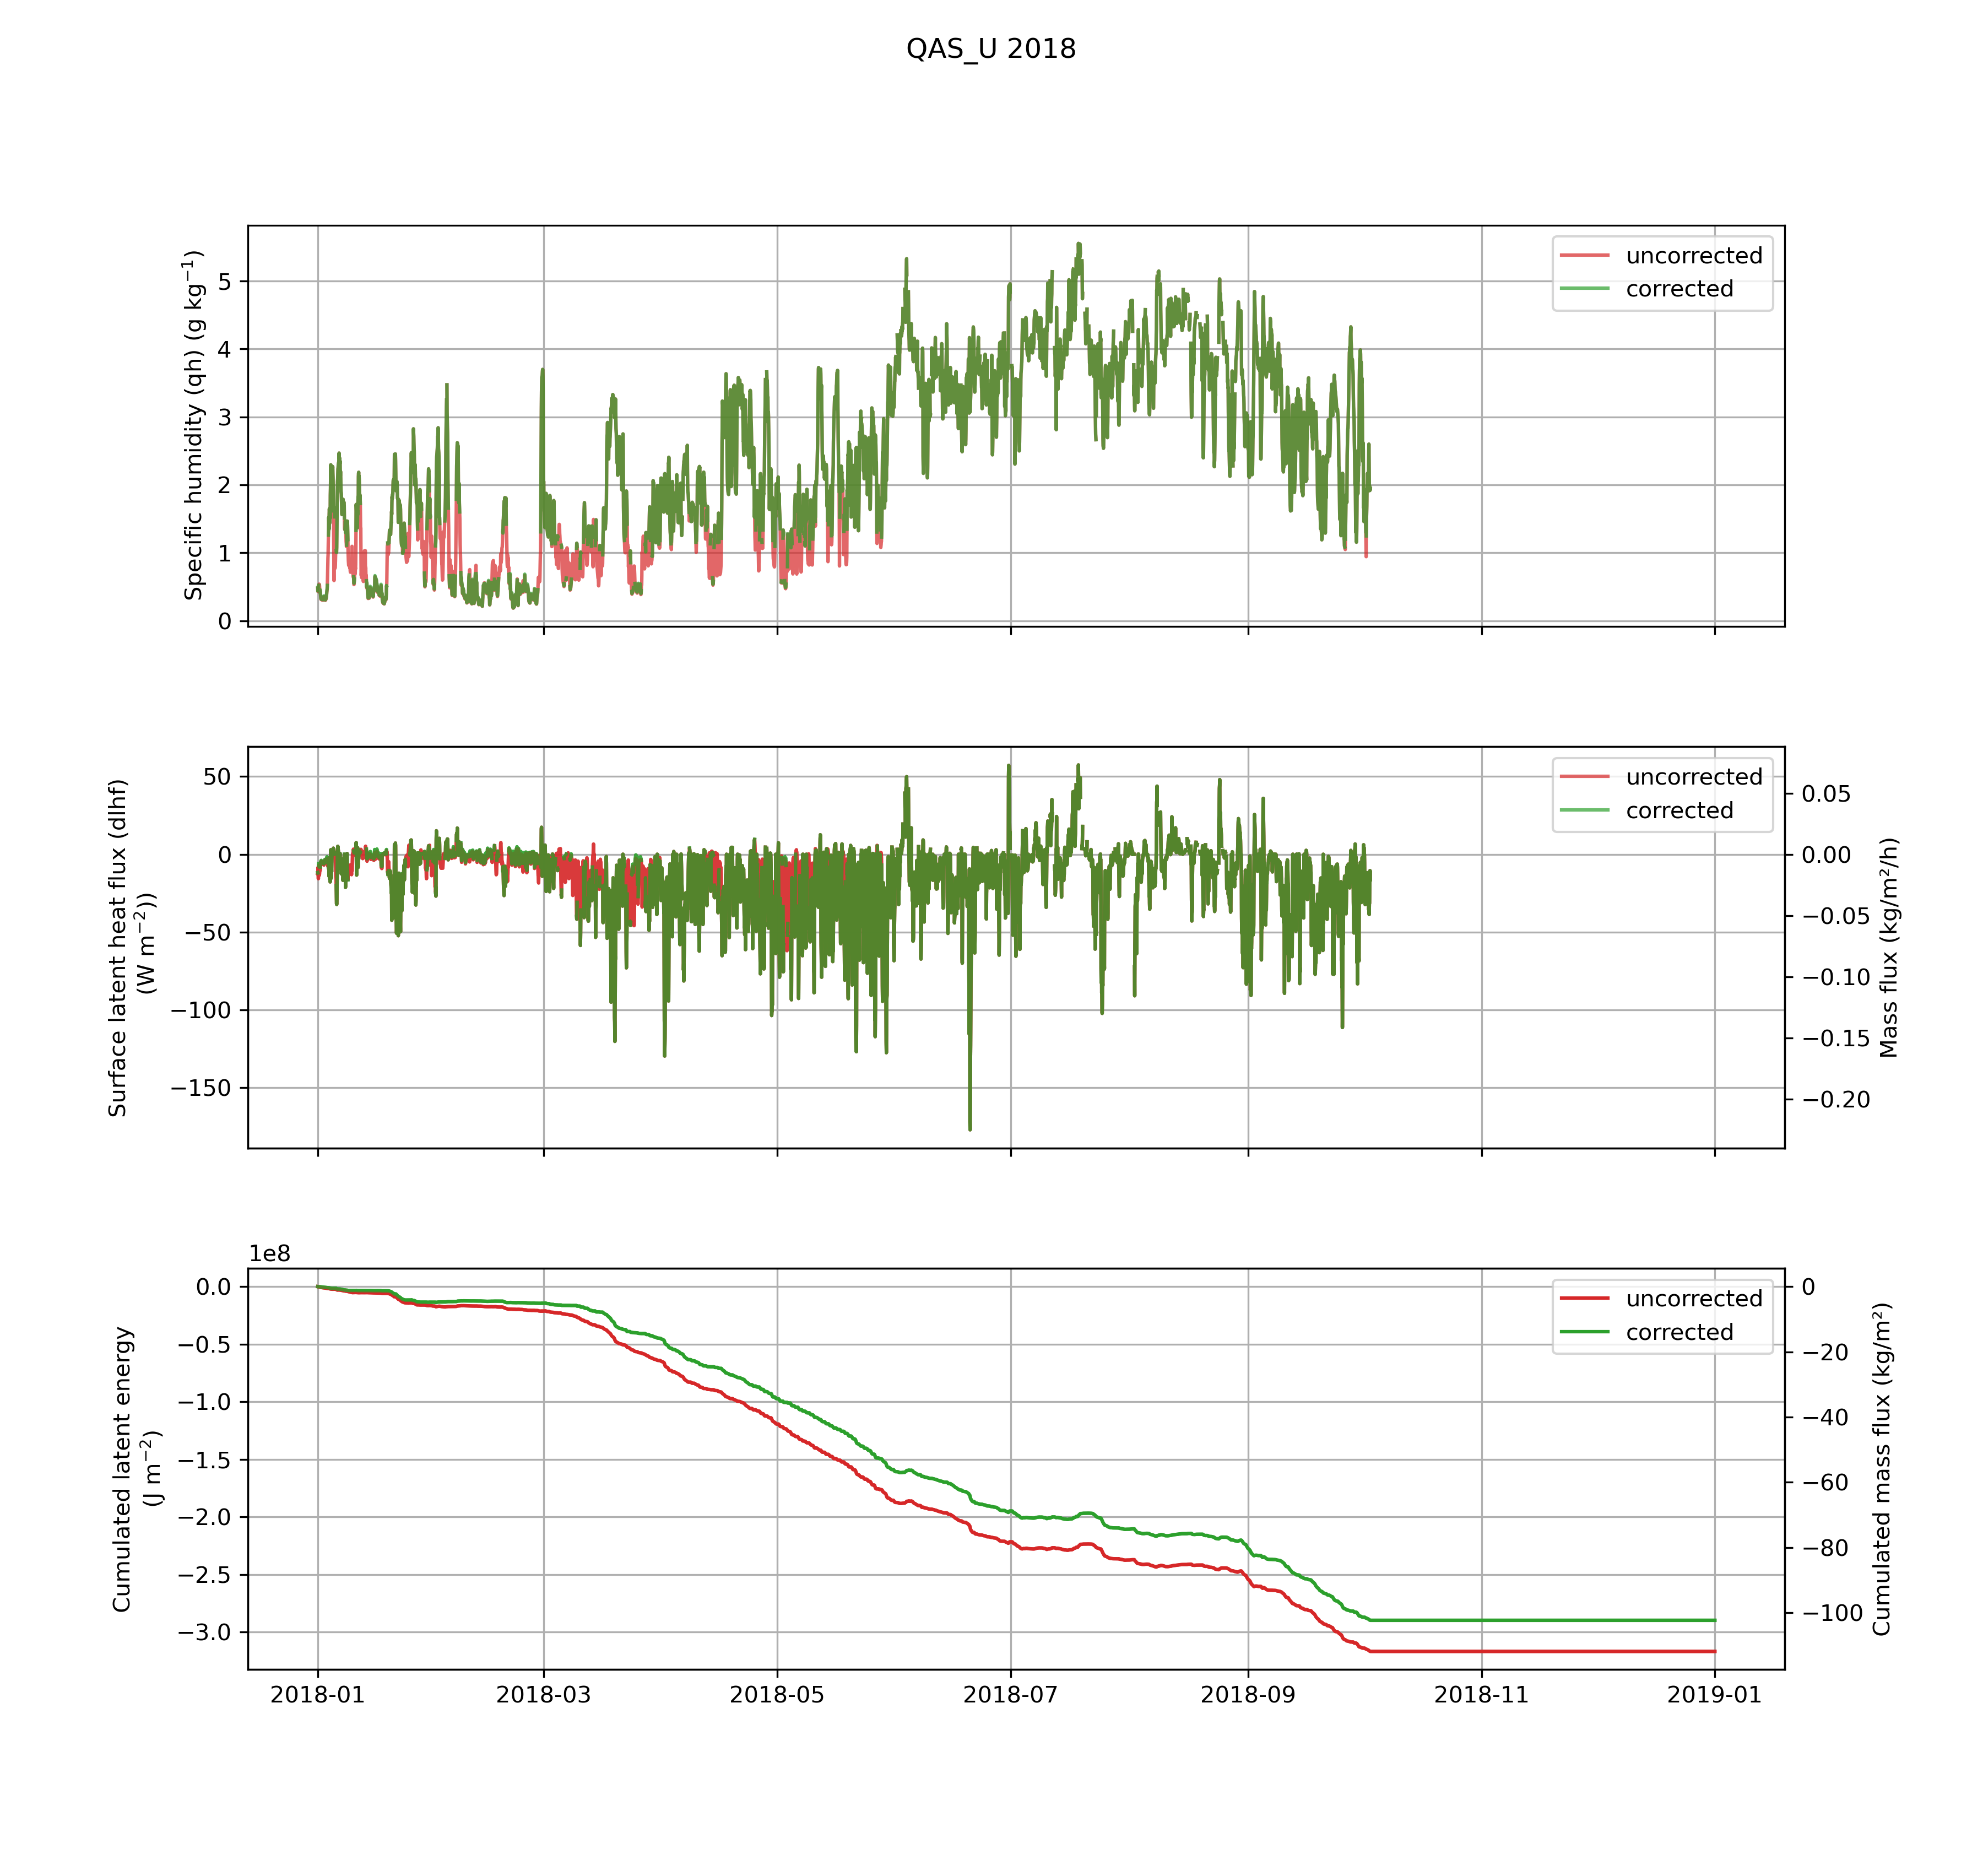 QAS_U 2018
Specific humidity (qh) (g kg⁻¹)
5
4
3
2
1
0
uncorrected
corrected
Surface latent heat flux (dlhf)
(W m⁻²))
50
0
−50
−100
−150
uncorrected
corrected
0.05
0.00
−0.05
−0.10
−0.15
−0.20
Mass flux (kg/m²/h)
1e8
Cumulated latent energy
(J m⁻²)
0.0
−0.5
−1.0
−1.5
−2.0
−2.5
−3.0
uncorrected
corrected
0
−20
−40
−60
−80
−100
Cumulated mass flux (kg/m²)
2018-01 2018-03 2018-05 2018-07 2018-09 2018-11 2019-01